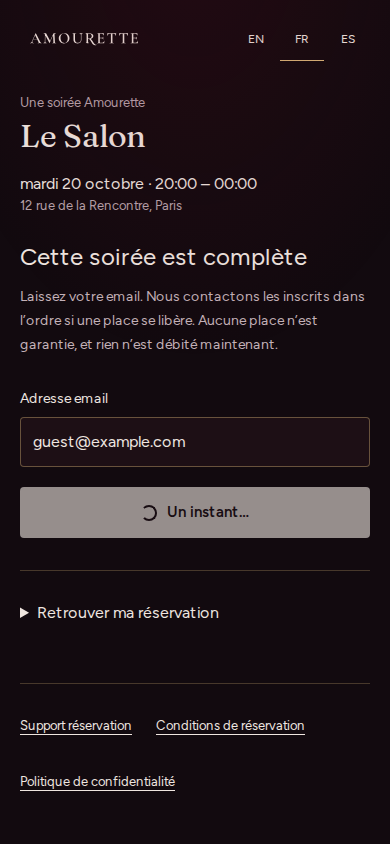 AMOURETTE
EN FR ES
Une soirée Amourette
Le Salon
mardi 20 octobre · 20:00 – 00:00
12 rue de la Rencontre, Paris
Cette soirée est complète
Laissez votre email. Nous contactons les inscrits dans
l’ordre si une place se libère. Aucune place n’est
garantie, et rien n’est débité maintenant.
Adresse email
guest@example.com
Un instant…
Retrouver ma réservation
Support réservation Conditions de réservation
Politique de confidentialité